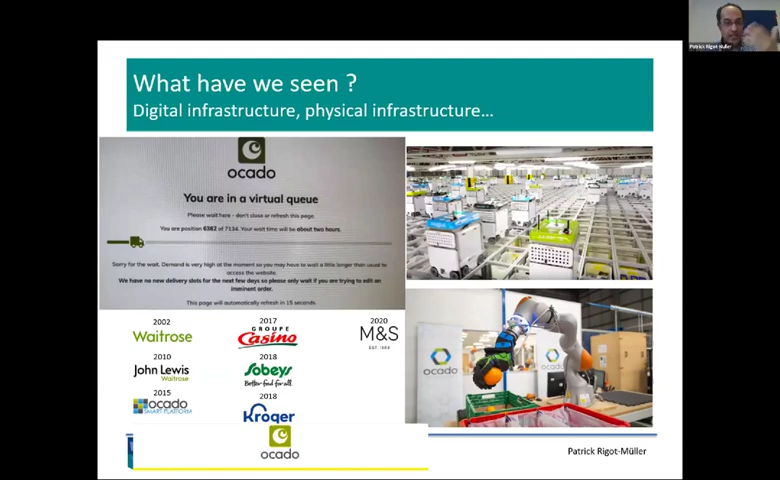 What have we seen ?
Digital infrastructure, physical infrastructure...
ocado
You are in a virtual queue
Please wait here - don't close or refresh this page.
You are position 6382 of 7134. Your wait time will be about two hours.
Sorry for the wait. Demand is very high at the moment so you may have to wait a little longer than usual to
access the website.
We have no new delivery slots for the next few days so please only wait if you are trying to edit an
imminent order.
This page will automatically refresh in 15 seconds.
2002
Waitrose
2010
John Lewis
Waitrose
2015
ocado
SMART PLATFORM
2017
GROUPE
Casino
2018
Sobeys
Better food for all.
2018
Kroger
2020
M&S
EST. 1884
ocado
ocado
ocado
Patrick Rigot-Müller
Patrick Rigot-Müller